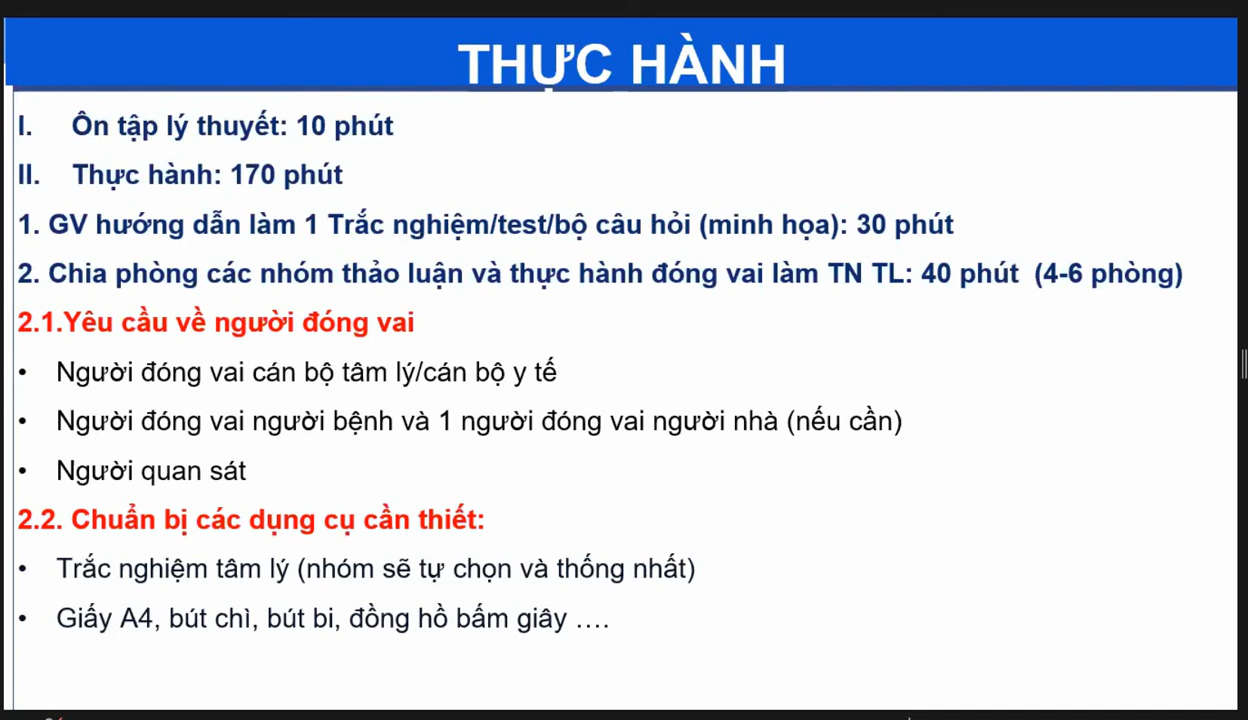 THỰC HÀNH
I. Ôn tập lý thuyết: 10 phút
II. Thực hành: 170 phút
1. GV hướng dẫn làm 1 Trắc nghiệm/test/bộ câu hỏi (minh họa): 30 phút
2. Chia phòng các nhóm thảo luận và thực hành đóng vai làm TN TL: 40 phút (4-6 phòng)
2.1.Yêu cầu về người đóng vai
• Người đóng vai cán bộ tâm lý/cán bộ y tế
• Người đóng vai người bệnh và 1 người đóng vai người nhà (nếu cần)
• Người quan sát
2.2. Chuẩn bị các dụng cụ cần thiết:
• Trắc nghiệm tâm lý (nhóm sẽ tự chọn và thống nhất)
• Giấy A4, bút chì, bút bi, đồng hồ bấm giây ....